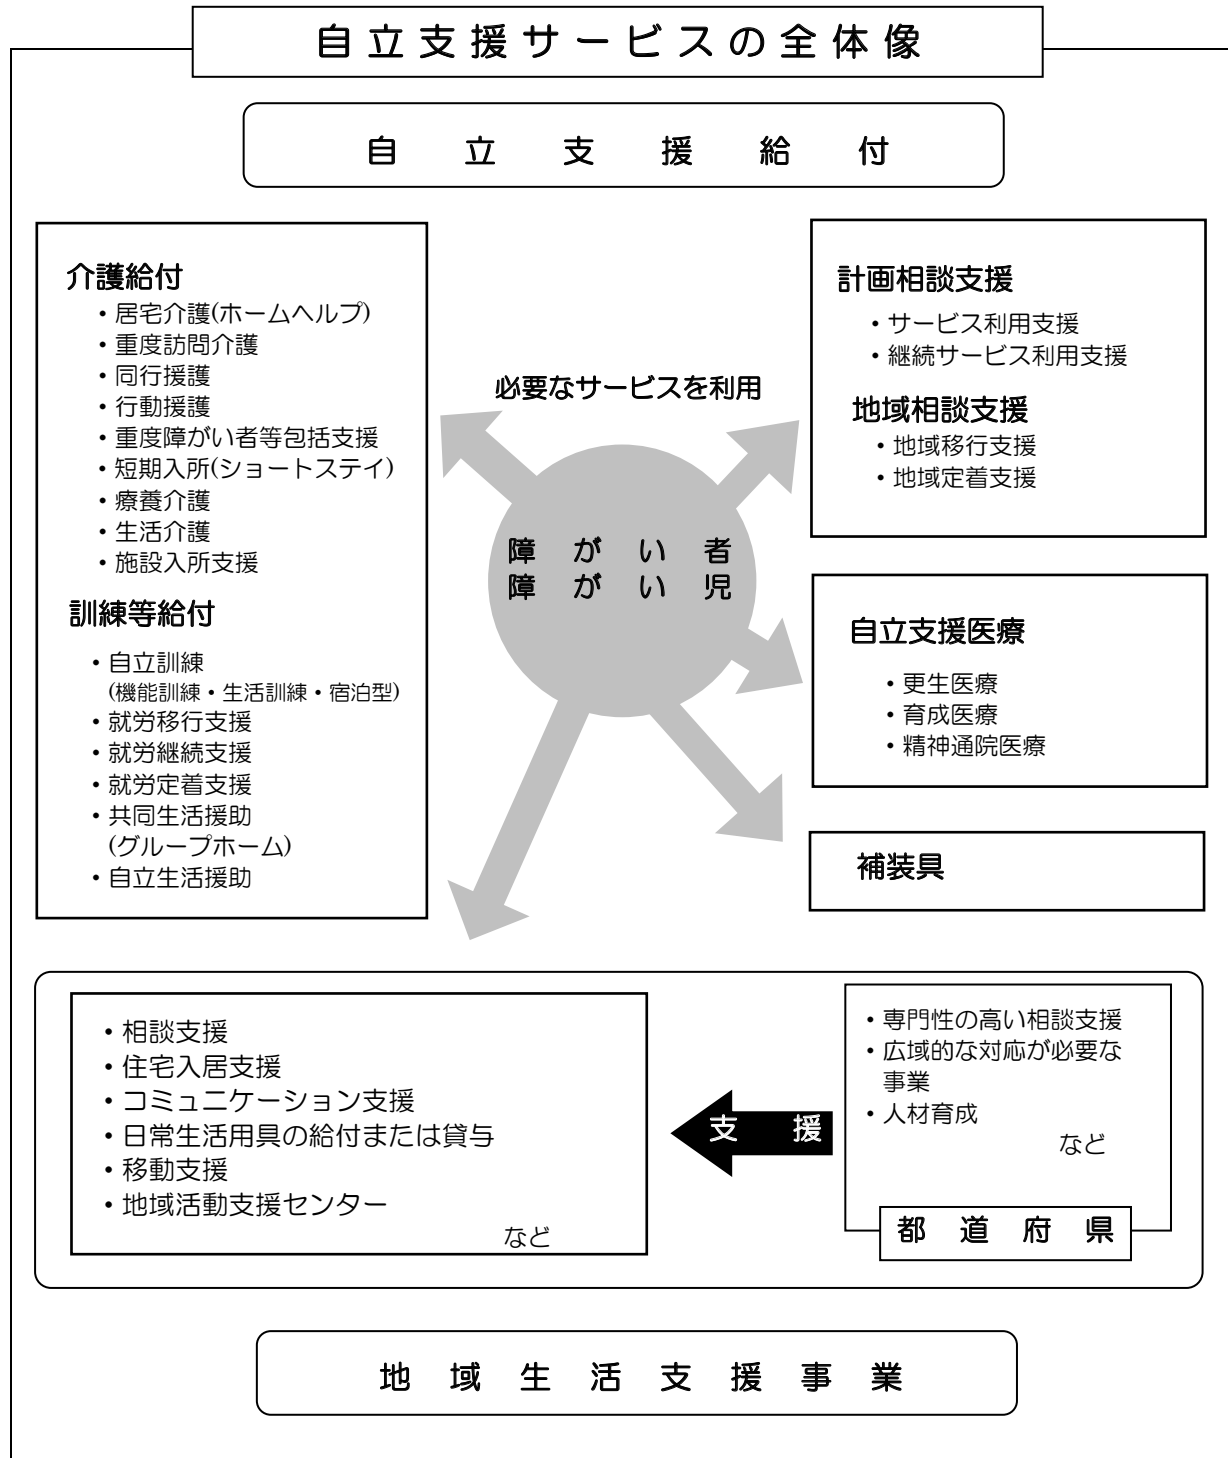 自立支援サービスの全体像
自立支援給付
介護給付
・居宅介護(ホームヘルプ)
・重度訪問介護
・同行援護
・行動援護
・重度障がい者等包括支援
・短期入所(ショートステイ)
・療養介護
・生活介護
・施設入所支援
訓練等給付
・自立訓練
(機能訓練・生活訓練・宿泊型)
・就労移行支援
・就労継続支援
・就労定着支援
・共同生活援助
(グループホーム)
・自立生活援助
必要なサービスを利用
障がい者
障がい児
計画相談支援
・サービス利用支援
・継続サービス利用支援
地域相談支援
・地域移行支援
・地域定着支援
自立支援医療
・更生医療
・育成医療
・精神通院医療
補装具
・相談支援
・住宅入居支援
・コミュニケーション支援
・日常生活用具の給付または貸与
・移動支援
・地域活動支援センター
など
支援
・専門性の高い相談支援
・広域的な対応が必要な
事業
・人材育成
など
都道府県
地域生活支援事業